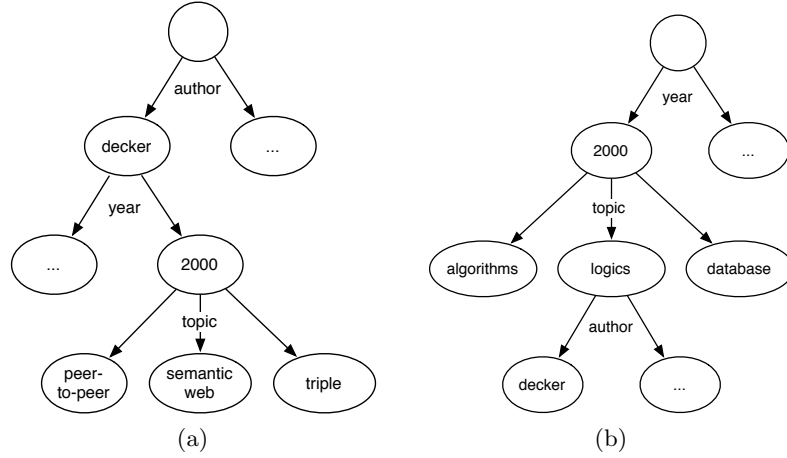 author
decker
...
year
...
2000
topic
peer-
to-peer
semantic
web
triple
(a)
year
2000
...
topic
algorithms
logics
database
author
decker
...
(b)